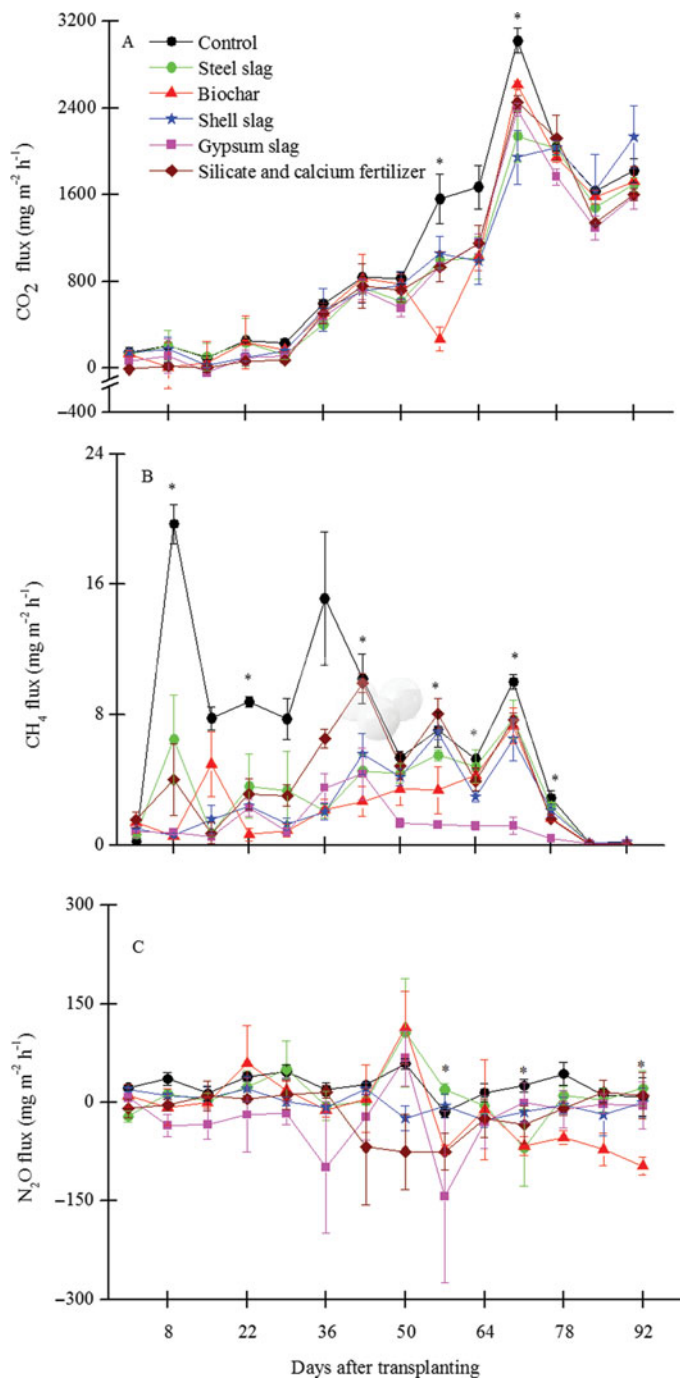 3200
2400
1600
800
0
−400
CO₂ flux (mg m⁻² h⁻¹)
A
Control
Steel slag
Biochar
Shell slag
Gypsum slag
Silicate and calcium fertilizer
*
*
24
16
8
0
CH₄ flux (mg m⁻² h⁻¹)
B
*
*
*
*
*
*
*
300
150
0
−150
−300
N₂O flux (mg m⁻² h⁻¹)
C
*
*
*
8 22 36 50 64 78 92
Days after transplanting